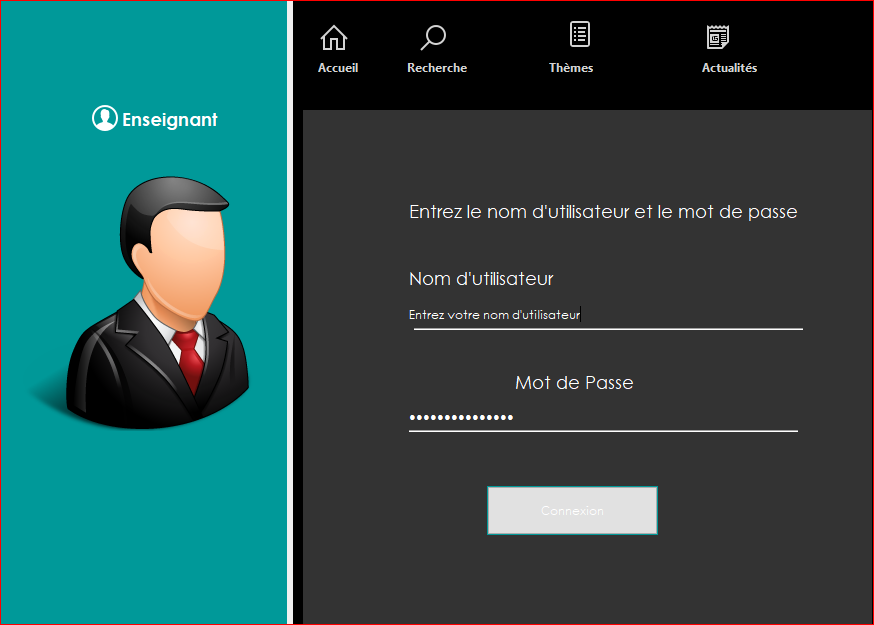 Accueil
Recherche
Thèmes
Actualités
Enseignant
Entrez le nom d'utilisateur et le mot de passe
Nom d'utilisateur
Entrez votre nom d'utilisateur
Mot de Passe
•••••••••••••••
Connexion